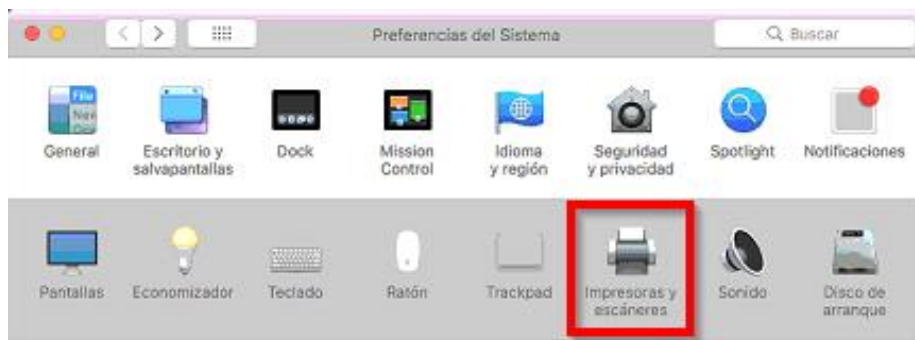 Preferencias del Sistema
Buscar
General
Escritorio y
salvapantallas
Dock
Mission
Control
Idioma
y región
Seguridad
y privacidad
Spotlight
Notificaciones
Pantallas
Economizador
Teclado
Ratón
Trackpad
Impresoras y
escáneres
Sonido
Disco de
arranque